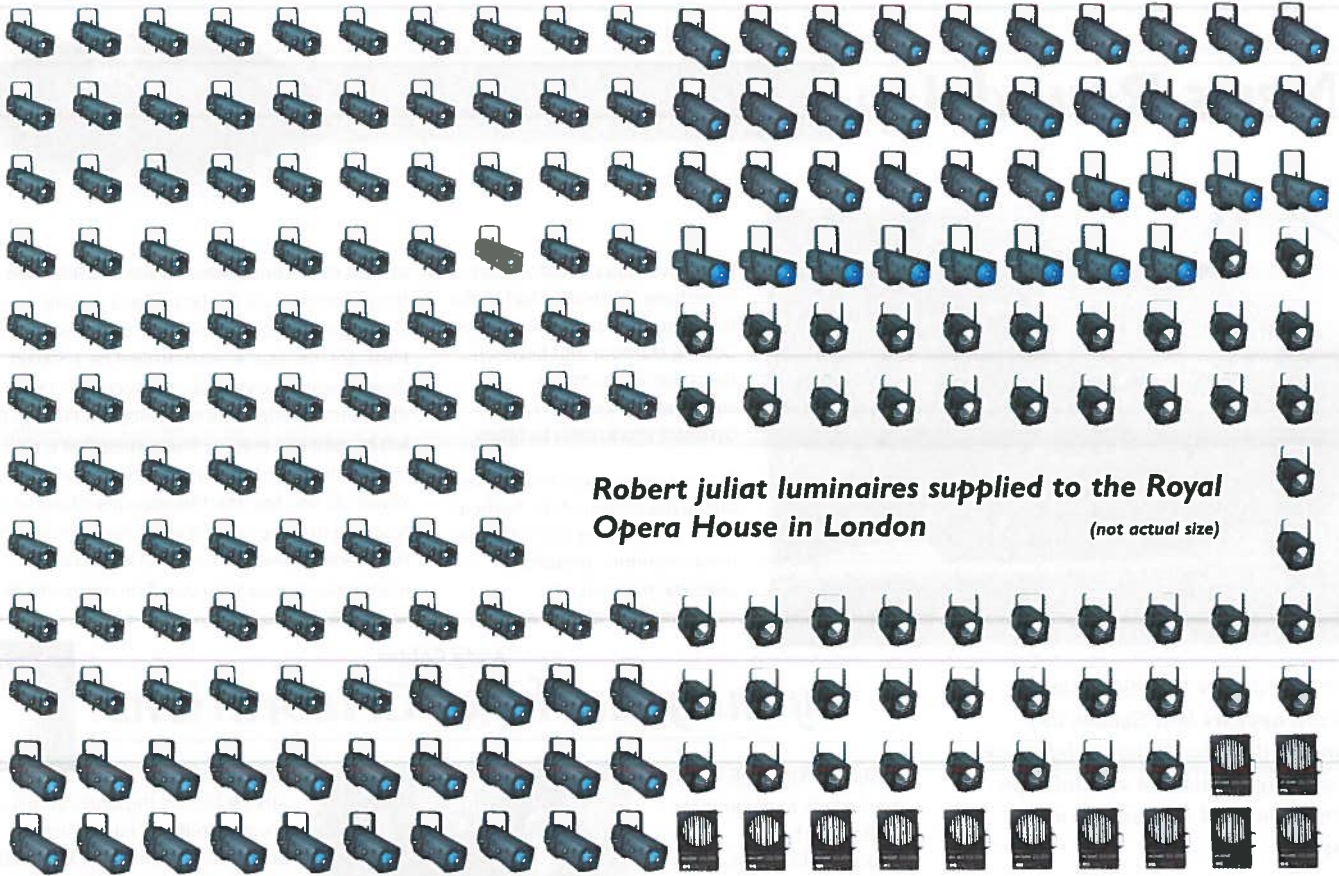 Robert juliat luminaires supplied to the Royal
Opera House in London (not actual size)